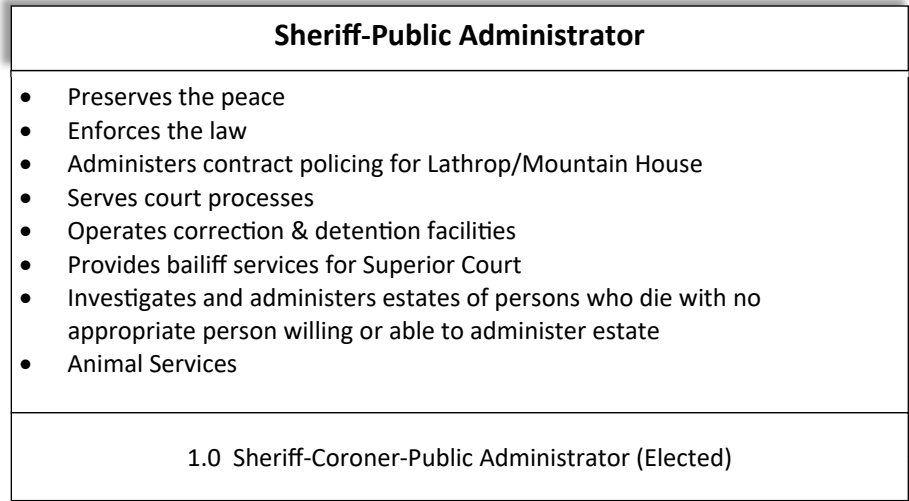 Sheriff-Public Administrator
• Preserves the peace
• Enforces the law
• Administers contract policing for Lathrop/Mountain House
• Serves court processes
• Operates correction & detention facilities
• Provides bailiff services for Superior Court
• Investigates and administers estates of persons who die with no
appropriate person willing or able to administer estate
• Animal Services
1.0 Sheriff-Coroner-Public Administrator (Elected)